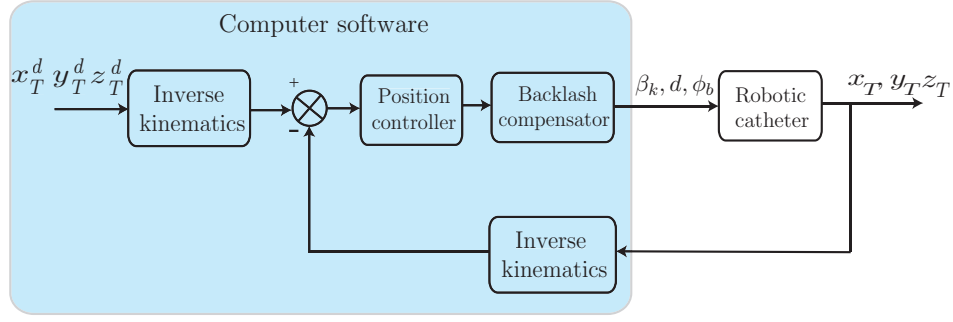 Computer software
x_T^d y_T^d z_T^d
Inverse
kinematics
+
−
Position
controller
Backlash
compensator
β_k, d, ϕ_b
Robotic
catheter
x_T, y_T z_T
Inverse
kinematics